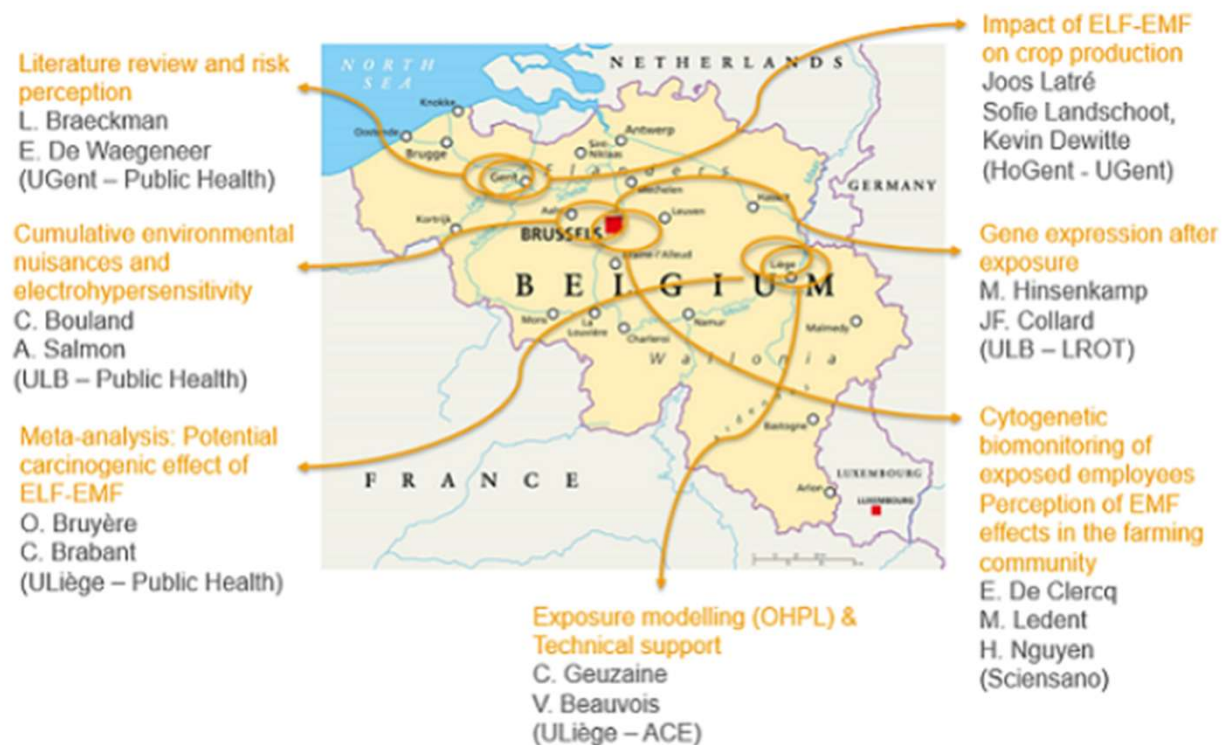 Literature review and risk
perception
L. Braeckman
E. De Waegeneer
(UGent – Public Health)
Cumulative environmental
nuisances and
electrohypersensitivity
C. Bouland
A. Salmon
(ULB – Public Health)
Meta-analysis: Potential
carcinogenic effect of
ELF-EMF
O. Bruyère
C. Brabant
(ULiège – Public Health)
NORTH
SEA
NETHERLANDS
Knokke
Oostende
Brugge
Antwerp
Sint-
Niklaas
Flanders
Gent
Mechelen
GERMANY
Hasselt
Kortrijk
Leuven
BRUSSELS
Braine-l'Alleud
Liège
BELGIUM
Mons
La
Louvière
Charleroi
Namur
Malmedy
Wallonia
Ardennes
Bastogne
FRANCE
LUXEMBOURG
Arlon
LUXEMBOURG
Exposure modelling (OHPL) &
Technical support
C. Geuzaine
V. Beauvois
(ULiège – ACE)
Impact of ELF-EMF
on crop production
Joos Latré
Sofie Landschoot,
Kevin Dewitte
(HoGent - UGent)
Gene expression after
exposure
M. Hinsenkamp
JF. Collard
(ULB – LROT)
Cytogenetic
biomonitoring of
exposed employees
Perception of EMF
effects in the farming
community
E. De Clercq
M. Ledent
H. Nguyen
(Sciensano)